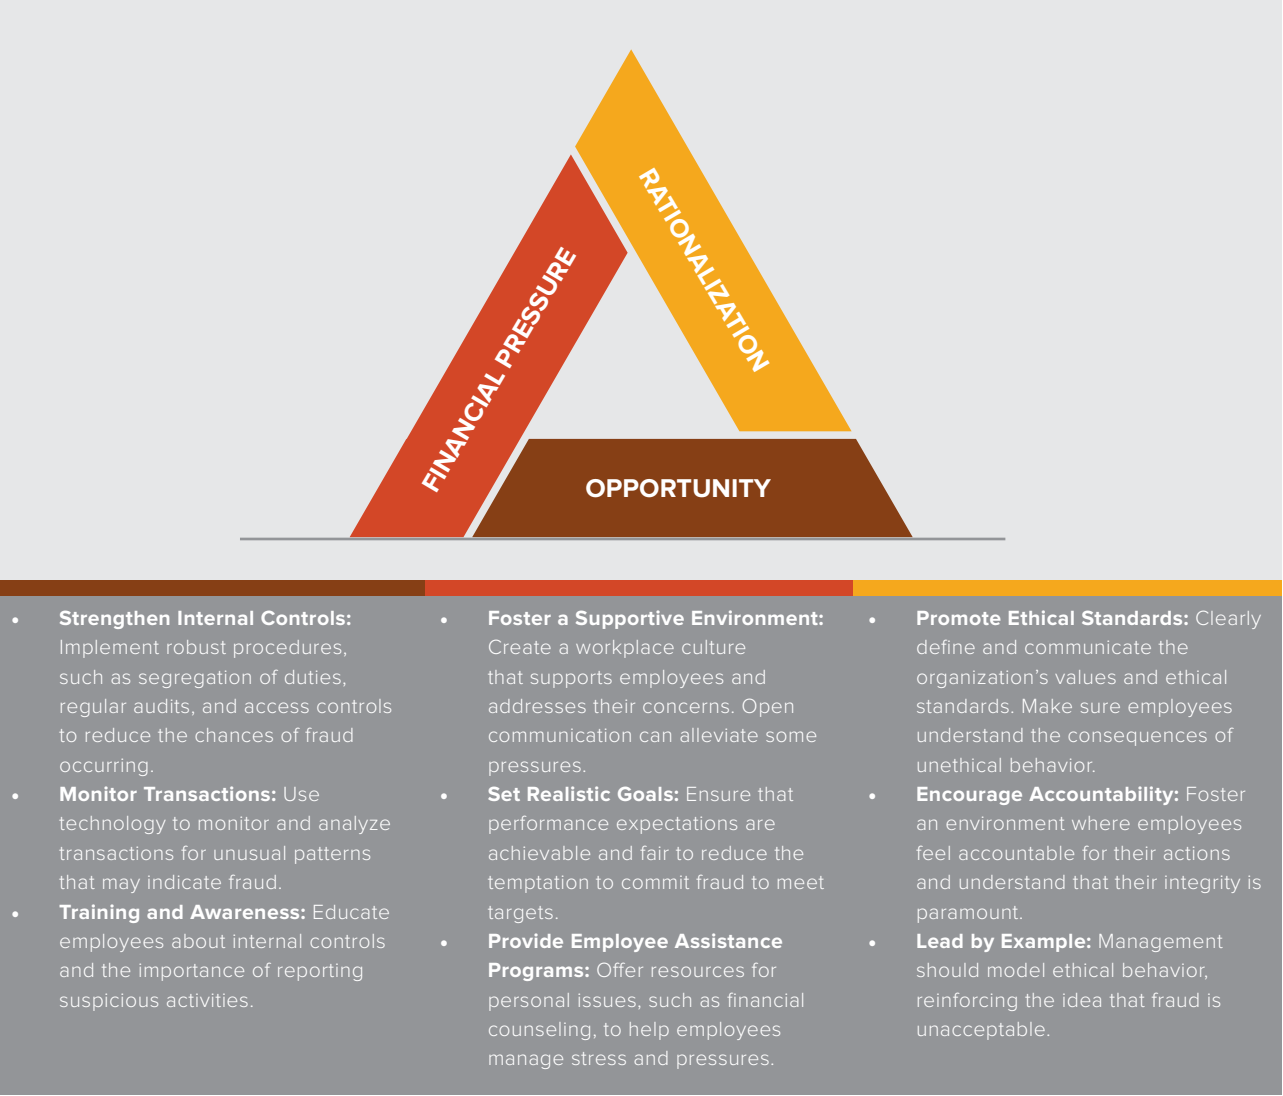 RATIONALIZATION
FINANCIAL PRESSURE
OPPORTUNITY
• Strengthen Internal Controls:
Implement robust procedures,
such as segregation of duties,
regular audits, and access controls
to reduce the chances of fraud
occurring.
• Monitor Transactions: Use
technology to monitor and analyze
transactions for unusual patterns
that may indicate fraud.
• Training and Awareness: Educate
employees about internal controls
and the importance of reporting
suspicious activities.
• Foster a Supportive Environment:
Create a workplace culture
that supports employees and
addresses their concerns. Open
communication can alleviate some
pressures.
• Set Realistic Goals: Ensure that
performance expectations are
achievable and fair to reduce the
temptation to commit fraud to meet
targets.
• Provide Employee Assistance
Programs: Offer resources for
personal issues, such as financial
counseling, to help employees
manage stress and pressures.
• Promote Ethical Standards: Clearly
define and communicate the
organization’s values and ethical
standards. Make sure employees
understand the consequences of
unethical behavior.
• Encourage Accountability: Foster
an environment where employees
feel accountable for their actions
and understand that their integrity is
paramount.
• Lead by Example: Management
should model ethical behavior,
reinforcing the idea that fraud is
unacceptable.